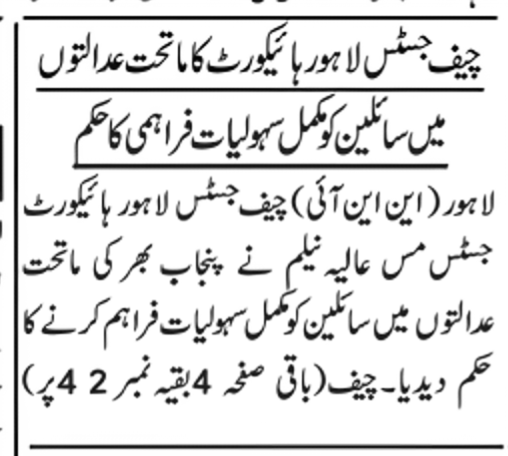 چیف جسٹس لاہور ہائیکورٹ کا ماتحت عدالتوں
میں سائلین کو مکمل سہولیات فراہمی کا حکم
لاہور (این این آئی) چیف جسٹس لاہور ہائیکورٹ
جسٹس مس عالیہ نیلم نے پنجاب بھر کی ماتحت
عدالتوں میں سائلین کو مکمل سہولیات فراہم کرنے کا
حکم دیدیا۔ چیف (باقی صفحہ 4 بقیہ نمبر 2 4 پر)